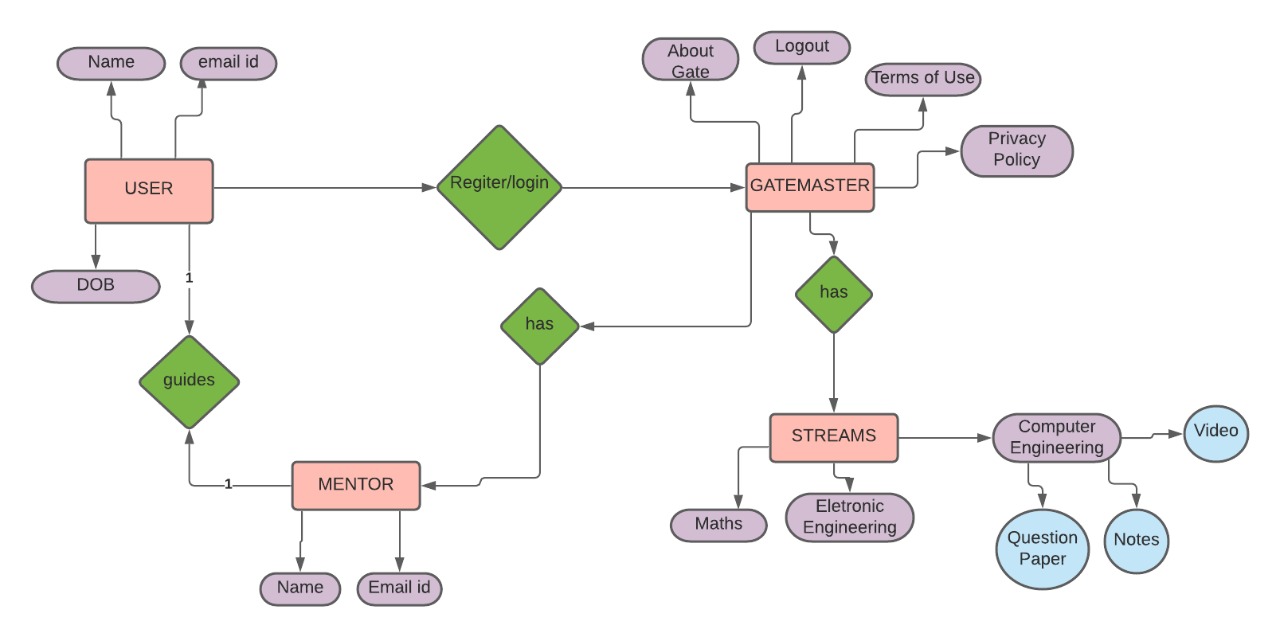 Name
email id
About
Gate
Logout
Terms of Use
Privacy
Policy
USER
Regiter/login
GATEMASTER
DOB
1
has
has
guides
STREAMS
Computer
Engineering
Video
1
MENTOR
Maths
Eletronic
Engineering
Question
Paper
Notes
Name
Email id